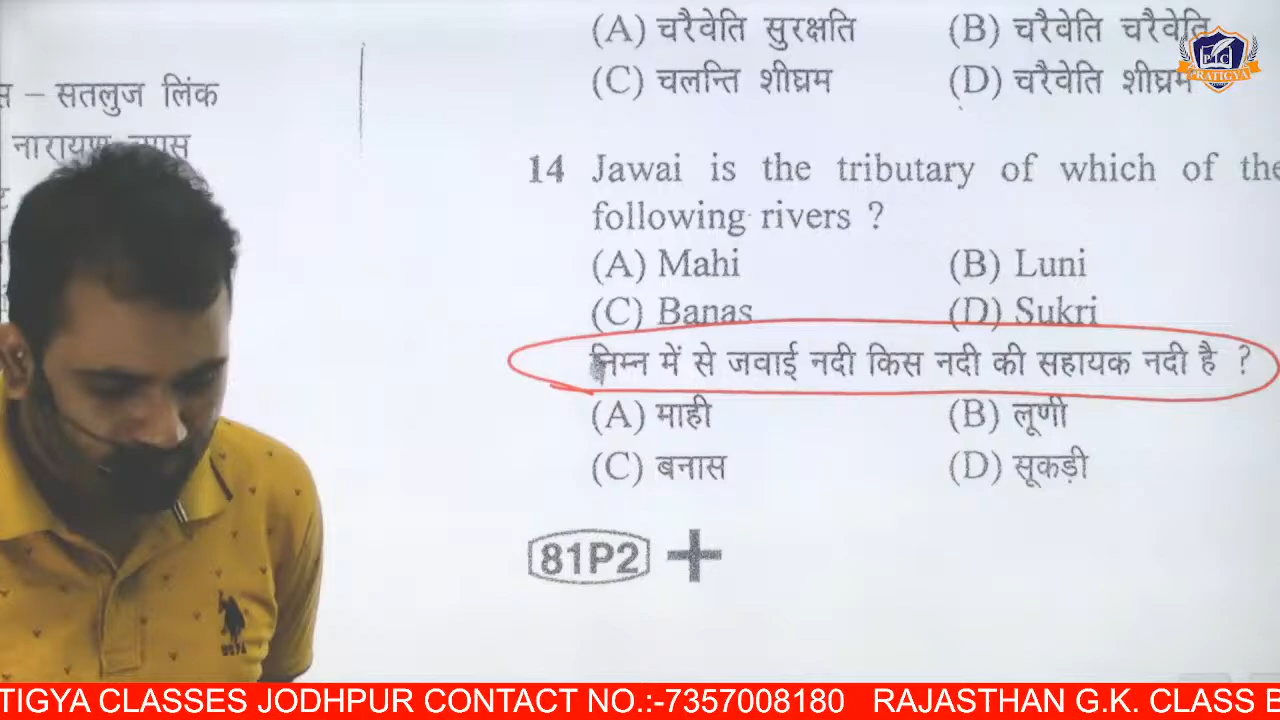 – सतलुज लिंक
नारायण व्यास
(A) चरैवेति सुरक्षति (B) चरैवेति चरैवेति
(C) चलन्ति शीघ्रम (D) चरैवेति शीघ्रम
PRATIGYA
14 Jawai is the tributary of which of the
following rivers ?
(A) Mahi (B) Luni
(C) Banas (D) Sukri
निम्न में से जवाई नदी किस नदी की सहायक नदी है ?
(A) माही (B) लूणी
(C) बनास (D) सूकड़ी
81P2
TIGYA CLASSES JODHPUR CONTACT NO.:-7357008180 RAJASTHAN G.K. CLASS B